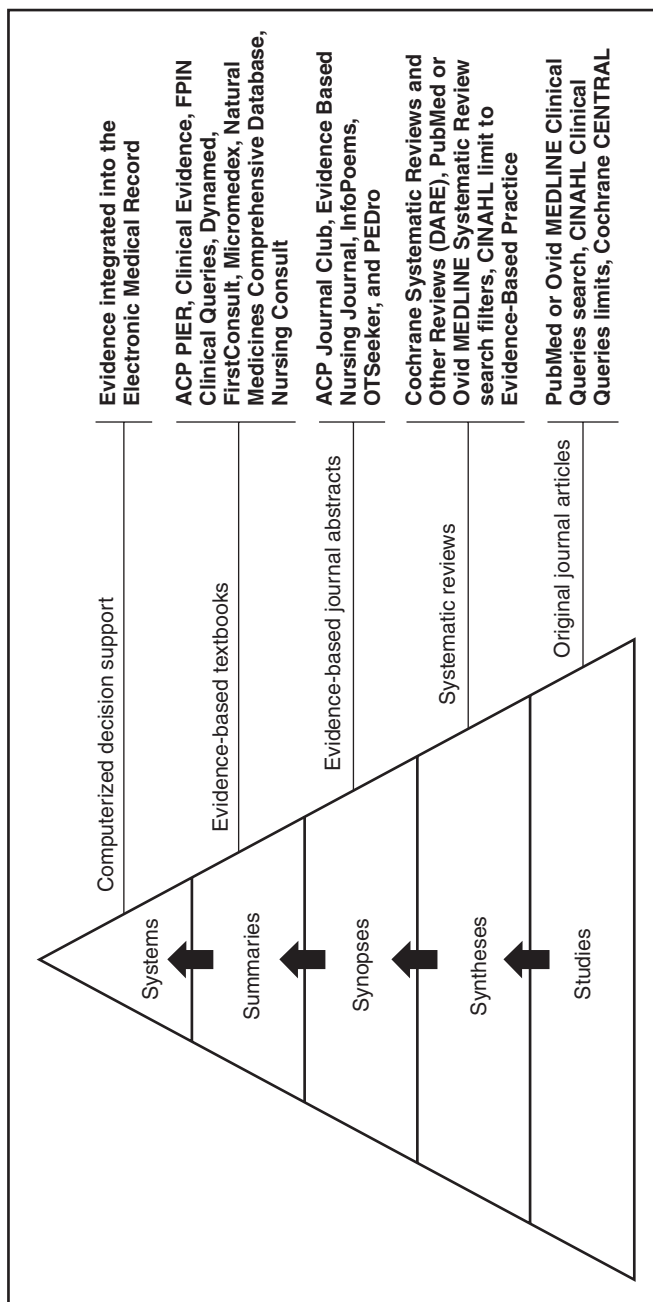 Systems
Summaries
Synopses
Syntheses
Studies
Computerized decision support
Evidence-based textbooks
Evidence-based journal abstracts
Systematic reviews
Original journal articles
Evidence integrated into the
Electronic Medical Record
ACP PIER, Clinical Evidence, FPIN
Clinical Queries, Dynamed,
FirstConsult, Micromedex, Natural
Medicines Comprehensive Database,
Nursing Consult
ACP Journal Club, Evidence Based
Nursing Journal, InfoPoems,
OTSeeker, and PEDro
Cochrane Systematic Reviews and
Other Reviews (DARE), PubMed or
Ovid MEDLINE Systematic Review
search filters, CINAHL limit to
Evidence-Based Practice
PubMed or Ovid MEDLINE Clinical
Queries search, CINAHL Clinical
Queries limits, Cochrane CENTRAL